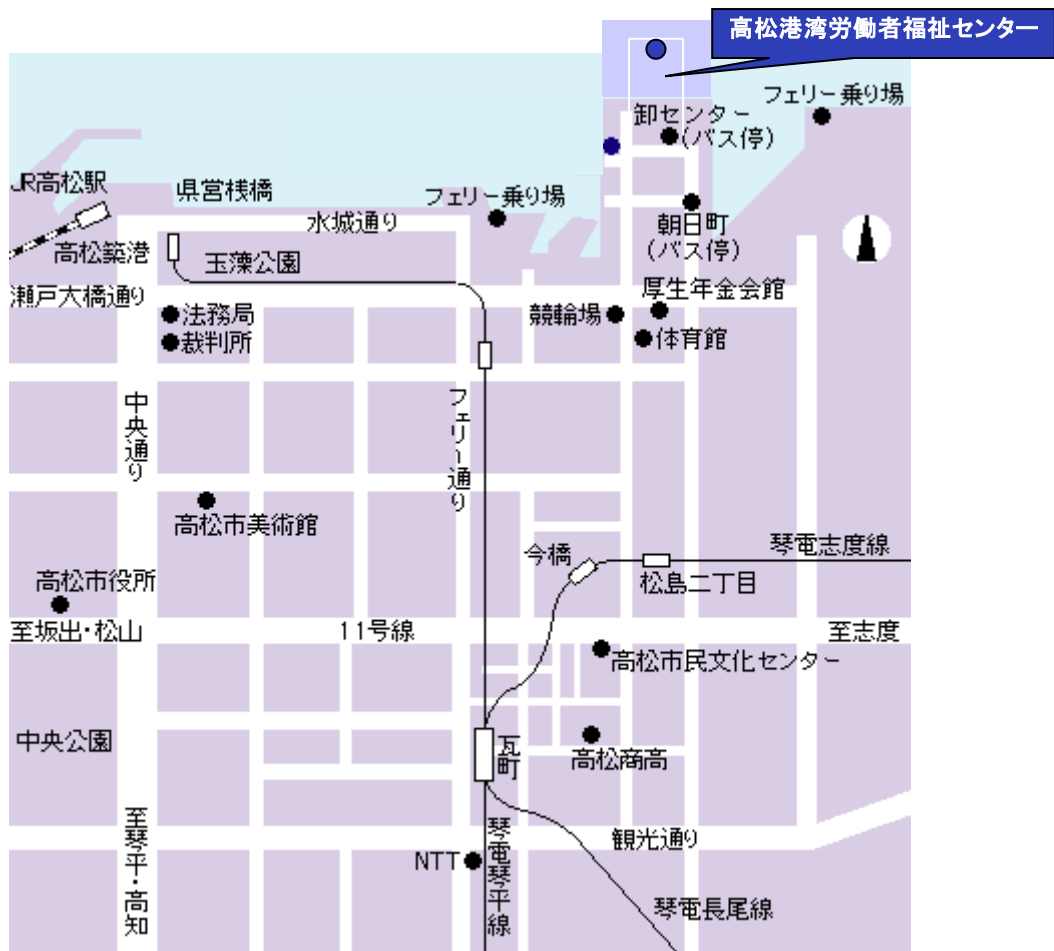 高松港湾労働者福祉センター
フェリー乗り場
卸センター
(バス停)
JR高松駅
県営桟橋
フェリー乗り場
水城通り
朝日町
(バス停)
高松築港
玉藻公園
瀬戸大橋通り
厚生年金会館
法務局
競輪場
裁判所
体育館
中央通り
フェリー通り
高松市美術館
今橋
琴電志度線
高松市役所
松島二丁目
至坂出・松山
11号線
至志度
高松市民文化センター
中央公園
瓦町
高松商高
至琴平・高知
琴電琴平線
観光通り
NTT
琴電長尾線